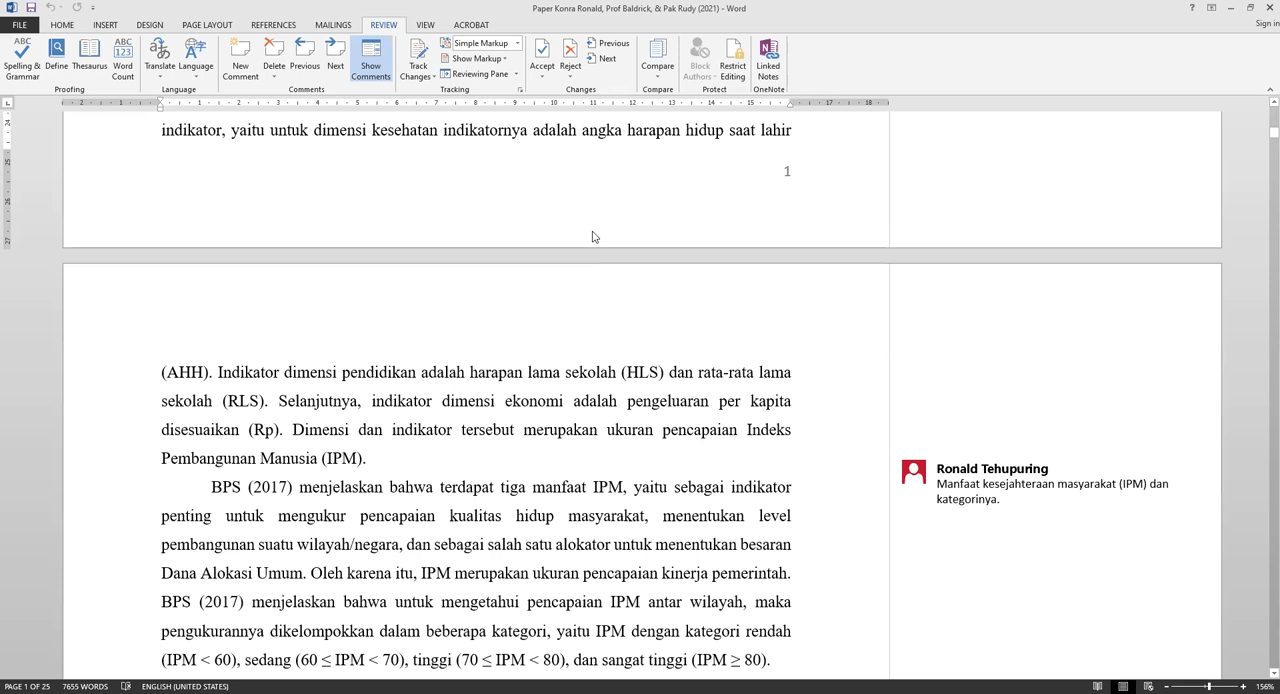 Paper Konra Ronald, Prof Baldrick, & Pak Rudy (2021) - Word
Sign in
FILE HOME INSERT DESIGN PAGE LAYOUT REFERENCES MAILINGS REVIEW VIEW ACROBAT
Spelling & Grammar
Define
Thesaurus
Word Count
Proofing
Translate
Language
Language
New Comment
Delete
Previous
Next
Show Comments
Comments
Track Changes
Simple Markup
Show Markup
Reviewing Pane
Tracking
Accept
Reject
Previous
Next
Changes
Compare
Compare
Block Authors
Restrict Editing
Protect
Linked Notes
OneNote
indikator, yaitu untuk dimensi kesehatan indikatornya adalah angka harapan hidup saat lahir
1
(AHH). Indikator dimensi pendidikan adalah harapan lama sekolah (HLS) dan rata-rata lama
sekolah (RLS). Selanjutnya, indikator dimensi ekonomi adalah pengeluaran per kapita
disesuaikan (Rp). Dimensi dan indikator tersebut merupakan ukuran pencapaian Indeks
Pembangunan Manusia (IPM).
BPS (2017) menjelaskan bahwa terdapat tiga manfaat IPM, yaitu sebagai indikator
penting untuk mengukur pencapaian kualitas hidup masyarakat, menentukan level
pembangunan suatu wilayah/negara, dan sebagai salah satu alokator untuk menentukan besaran
Dana Alokasi Umum. Oleh karena itu, IPM merupakan ukuran pencapaian kinerja pemerintah.
BPS (2017) menjelaskan bahwa untuk mengetahui pencapaian IPM antar wilayah, maka
pengukurannya dikelompokkan dalam beberapa kategori, yaitu IPM dengan kategori rendah
(IPM < 60), sedang (60 ≤ IPM < 70), tinggi (70 ≤ IPM < 80), dan sangat tinggi (IPM ≥ 80).
Ronald Tehupuring
Manfaat kesejahteraan masyarakat (IPM) dan
kategorinya.
PAGE 1 OF 25 7655 WORDS ENGLISH (UNITED STATES) 156%